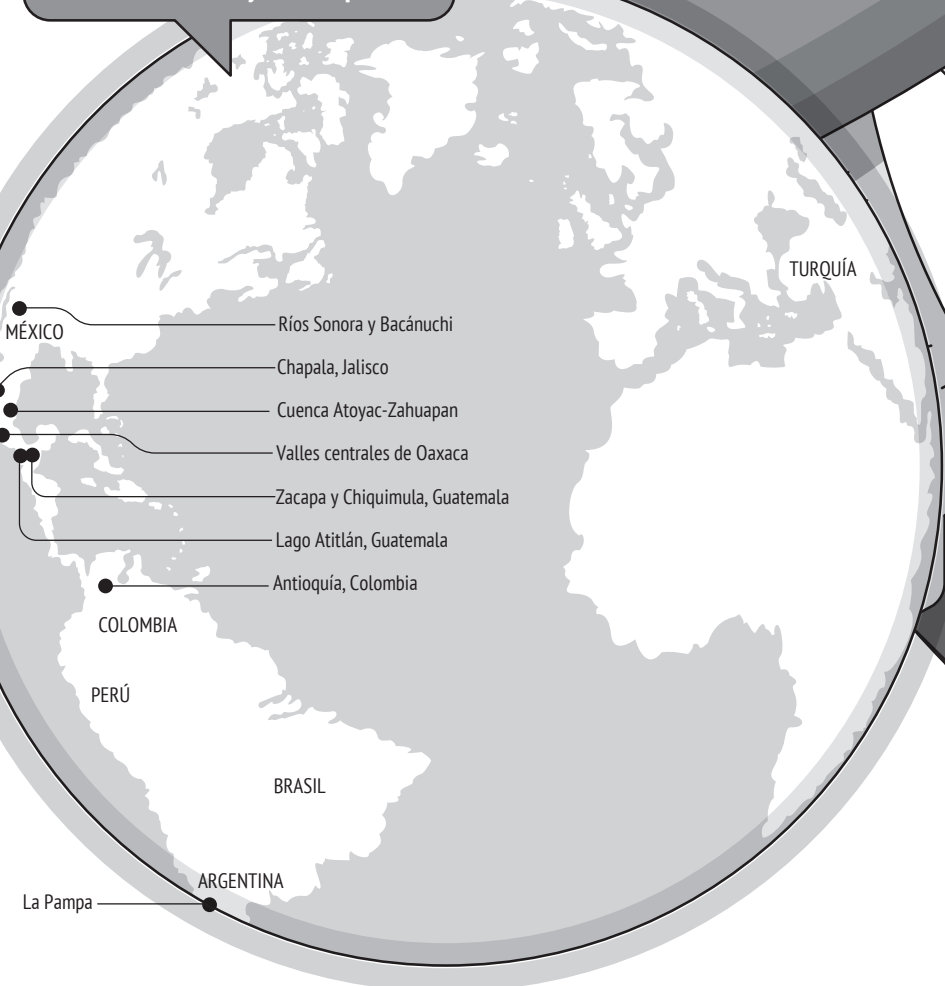 TURQUÍA
MÉXICO
Ríos Sonora y Bacánuchi
Chapala, Jalisco
Cuenca Atoyac-Zahuapan
Valles centrales de Oaxaca
Zacapa y Chiquimula, Guatemala
Lago Atitlán, Guatemala
Antioquía, Colombia
COLOMBIA
PERÚ
BRASIL
ARGENTINA
La Pampa